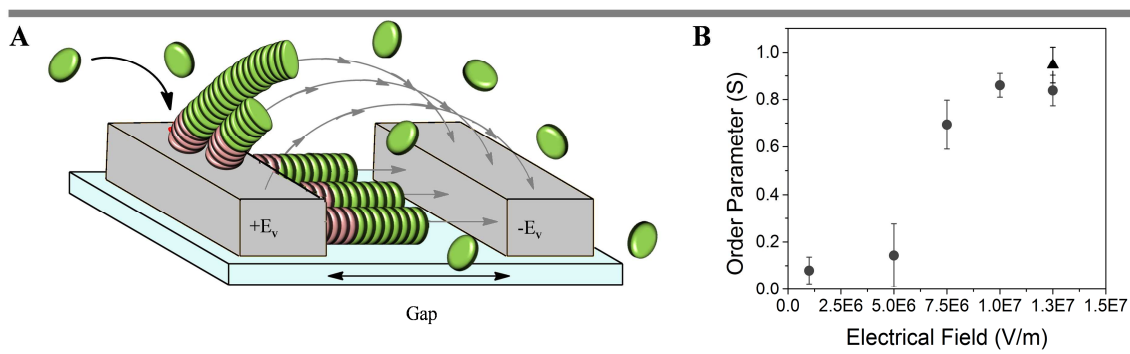 A
+Eᵥ
-Eᵥ
Gap
B
Order Parameter (S)
1.0
0.8
0.6
0.4
0.2
0.0
0.0 2.5E6 5.0E6 7.5E6 1.0E7 1.3E7 1.5E7
Electrical Field (V/m)